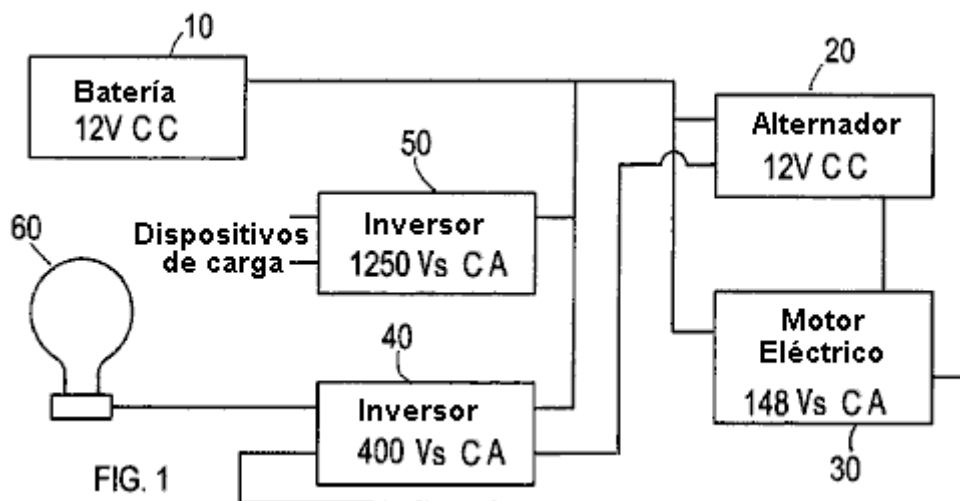 10
Batería
12V C C
20
Alternador
12V C C
50
Inversor
1250 Vs C A
Dispositivos
de carga
60
40
Inversor
400 Vs C A
Motor
Eléctrico
148 Vs C A
30
FIG. 1